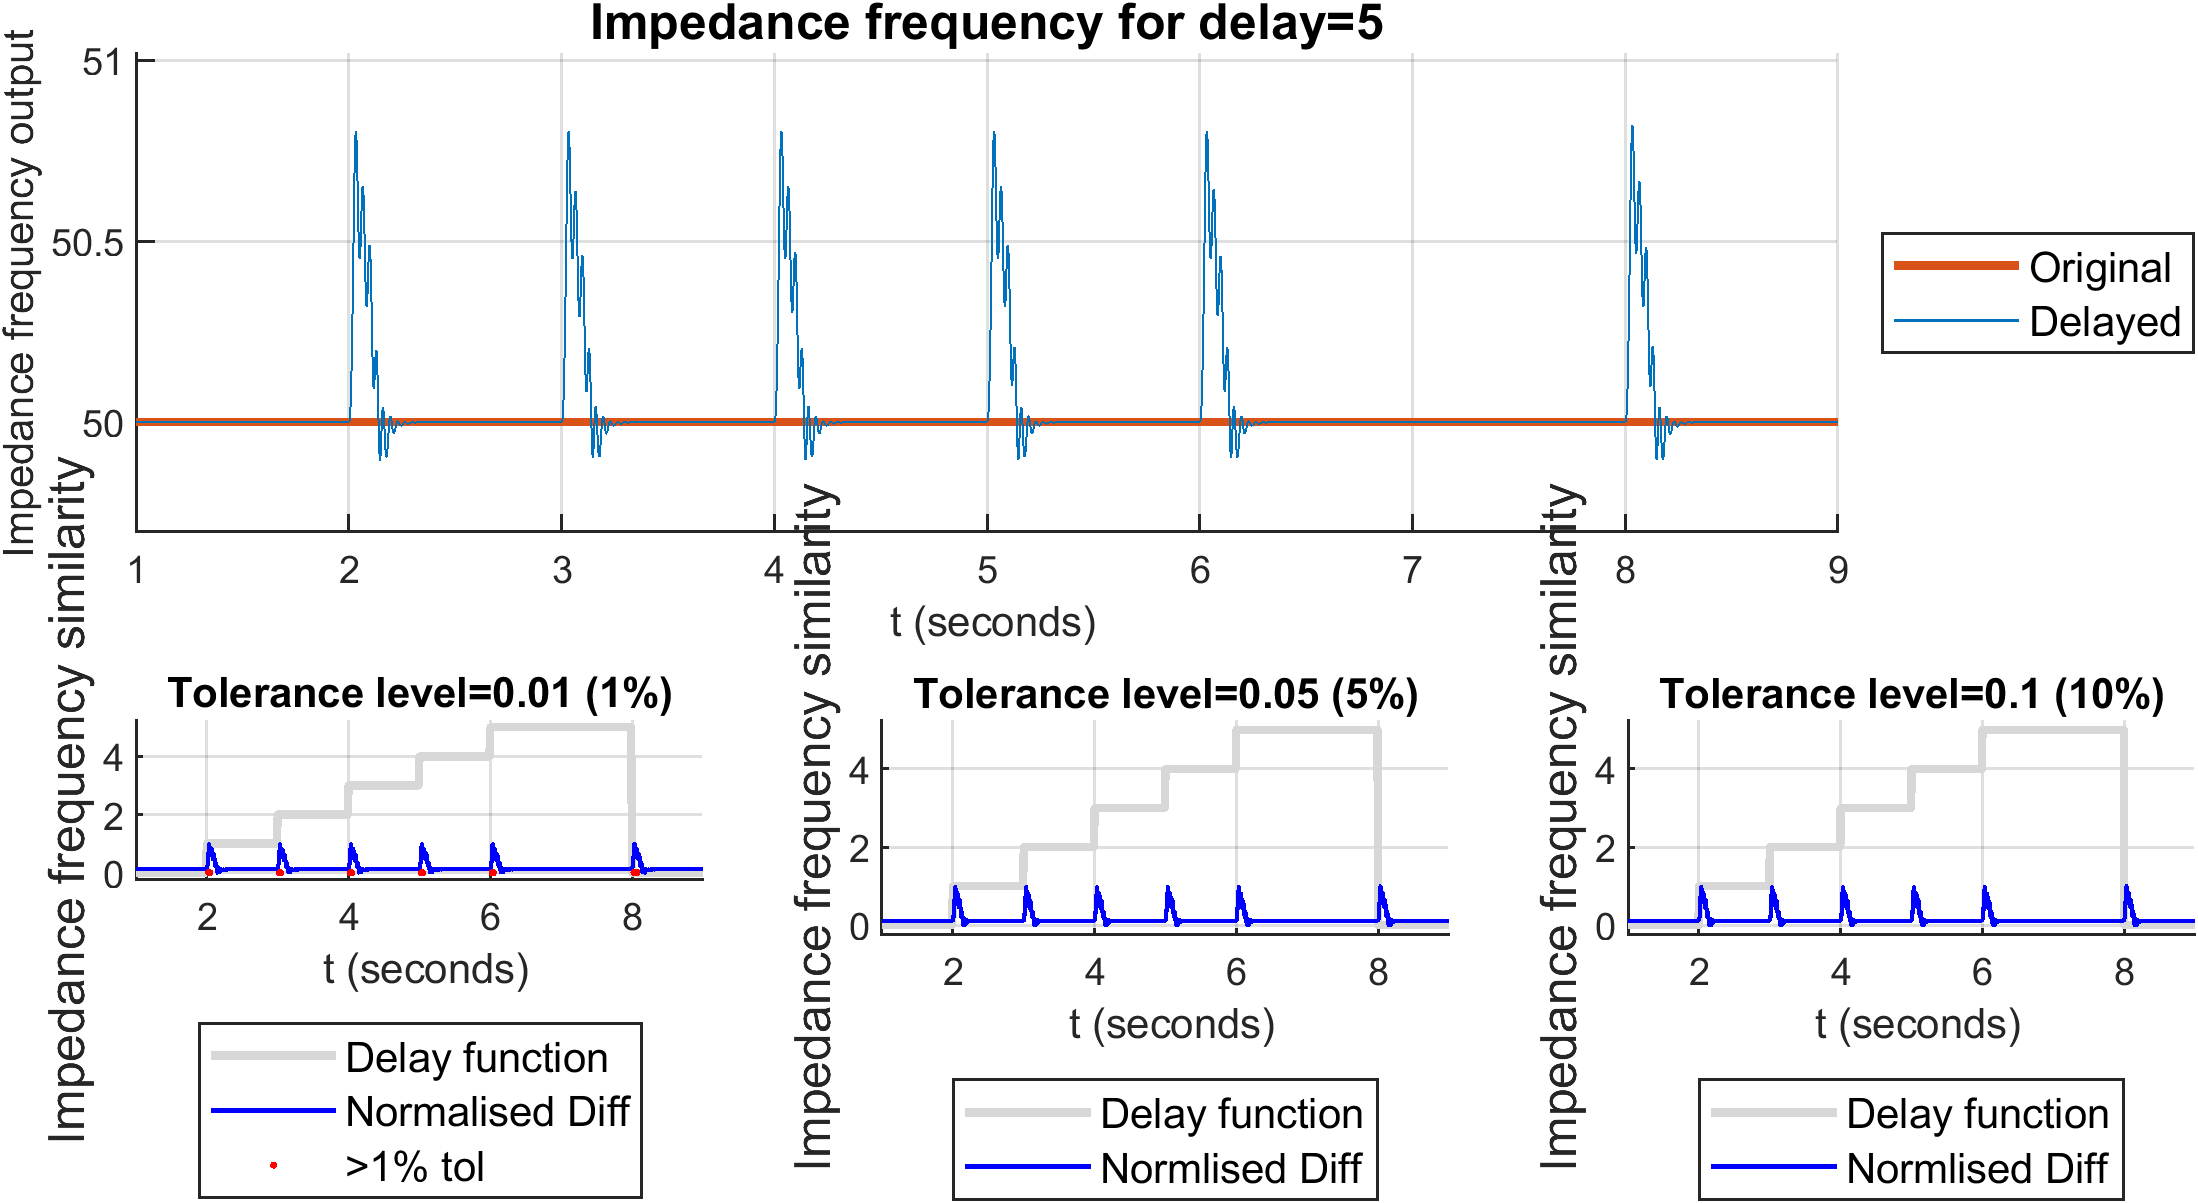 Impedance frequency for delay=5
Impedance frequency output
51
50.5
50
1 2 3 4 5 6 7 8 9
t (seconds)
Original
Delayed
Tolerance level=0.01 (1%)
Impedance frequency similarity
4
2
0
2 4 6 8
t (seconds)
Delay function
Normalised Diff
>1% tol
Tolerance level=0.05 (5%)
Impedance frequency similarity
4
2
0
2 4 6 8
t (seconds)
Delay function
Normlised Diff
Tolerance level=0.1 (10%)
Impedance frequency similarity
4
2
0
2 4 6 8
t (seconds)
Delay function
Normlised Diff